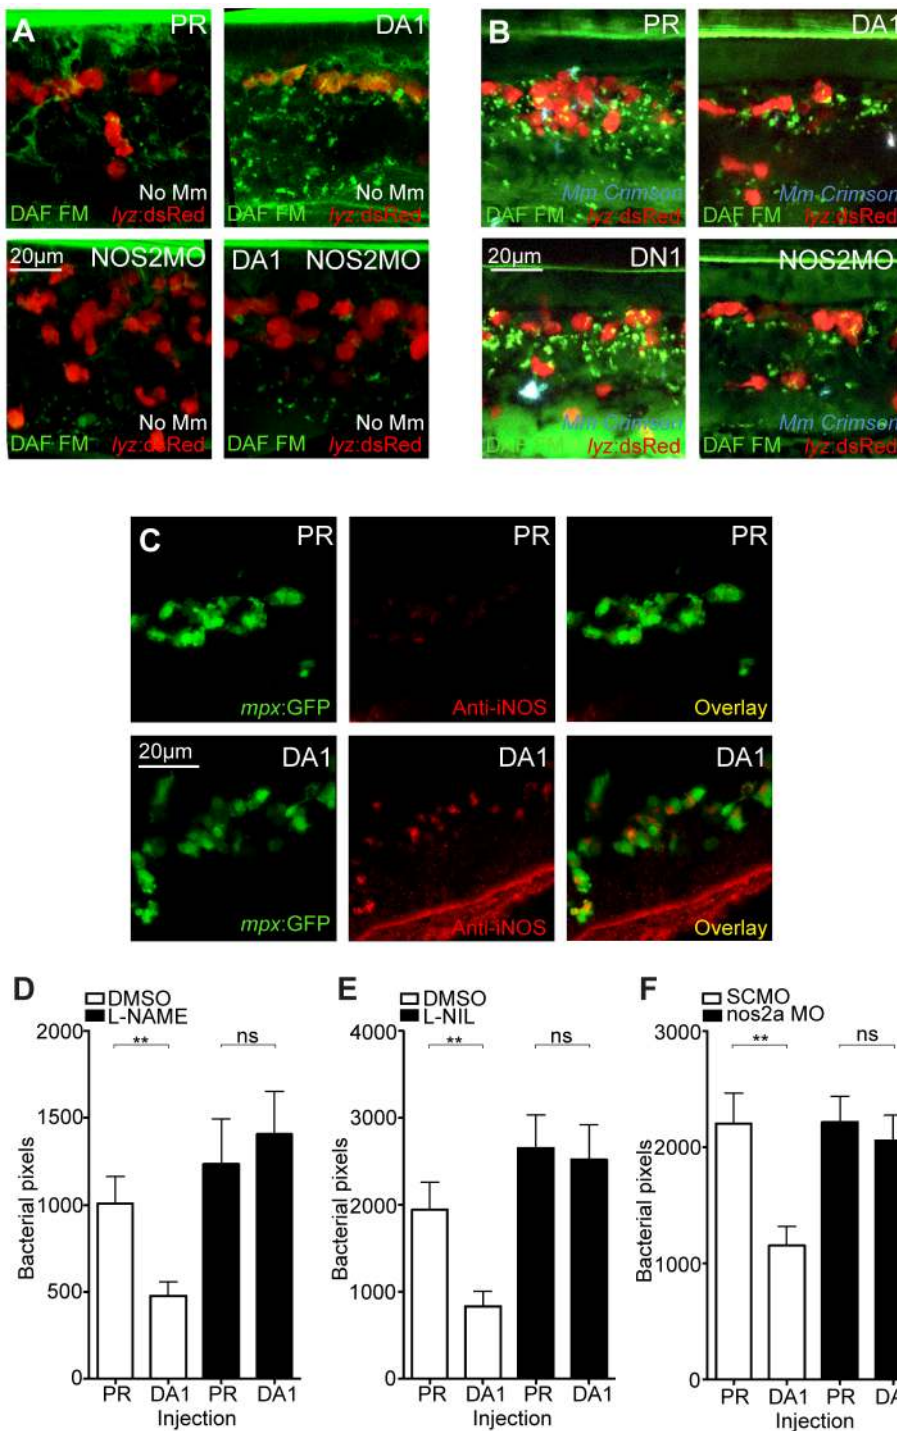 A PR
DA1
No Mm
DAF FM lyz:dsRed
No Mm
DAF FM lyz:dsRed
20µm NOS2MO
DA1 NOS2MO
No Mm
DAF FM lyz:dsRed
No Mm
DAF FM lyz:dsRed
B PR
DA1
Mm Crimson
DAF FM lyz:dsRed
Mm Crimson
DAF FM lyz:dsRed
20µm DN1
NOS2MO
Mm Crimson
DAF FM lyz:dsRed
Mm Crimson
DAF FM lyz:dsRed
C PR
PR
PR
mpx:GFP
Anti-iNOS
Overlay
20µm DA1
DA1
DA1
mpx:GFP
Anti-iNOS
Overlay
D
DMSO
L-NAME
2000
1500
1000
500
0
Bacterial pixels
**
ns
PR DA1 PR DA1
Injection
E
DMSO
L-NIL
4000
3000
2000
1000
0
Bacterial pixels
**
ns
PR DA1 PR DA1
Injection
F
SCMO
nos2a MO
3000
2000
1000
0
Bacterial pixels
**
ns
PR DA1 PR DA
Injection